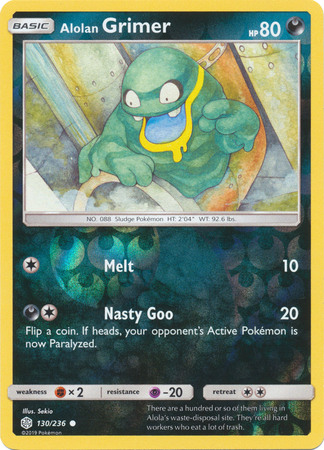 BASIC Alolan Grimer HP 80
NO. 088 Sludge Pokémon HT: 2'04" WT: 92.6 lbs.
Melt 10
Nasty Goo 20
Flip a coin. If heads, your opponent's Active Pokémon
is now Paralyzed.
weakness ×2 resistance -20 retreat
Illus. Sekio
130/236
©2019 Pokémon
There are a hundred or so of them living in
Alola's waste-disposal site. They're all hard
workers who eat a lot of trash.